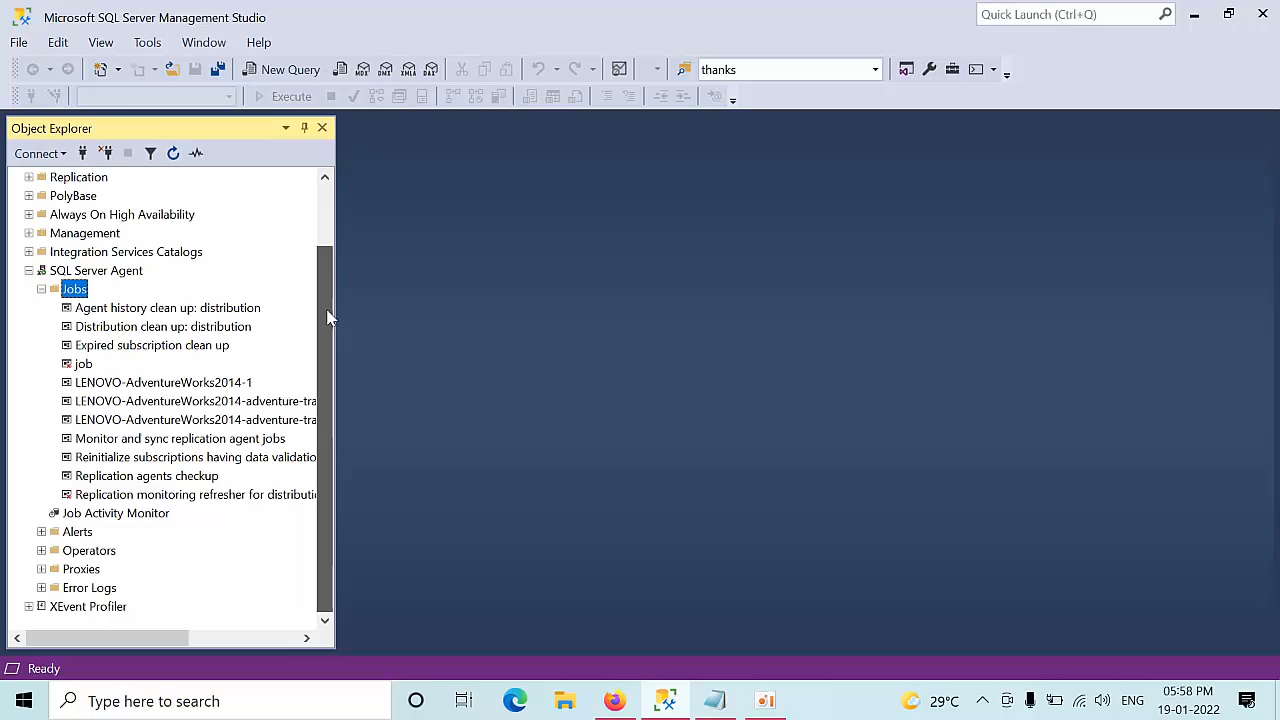 Microsoft SQL Server Management Studio
Quick Launch (Ctrl+Q)
File Edit View Tools Window Help
New Query MDX DMX XMLA DAX thanks
Execute
Object Explorer
Connect
Replication
PolyBase
Always On High Availability
Management
Integration Services Catalogs
SQL Server Agent
Jobs
Agent history clean up: distribution
Distribution clean up: distribution
Expired subscription clean up
job
LENOVO-AdventureWorks2014-1
LENOVO-AdventureWorks2014-adventure-tra
LENOVO-AdventureWorks2014-adventure-tra
Monitor and sync replication agent jobs
Reinitialize subscriptions having data validatio
Replication agents checkup
Replication monitoring refresher for distributi
Job Activity Monitor
Alerts
Operators
Proxies
Error Logs
XEvent Profiler
Ready
Type here to search
29°C
ENG
05:58 PM
19-01-2022